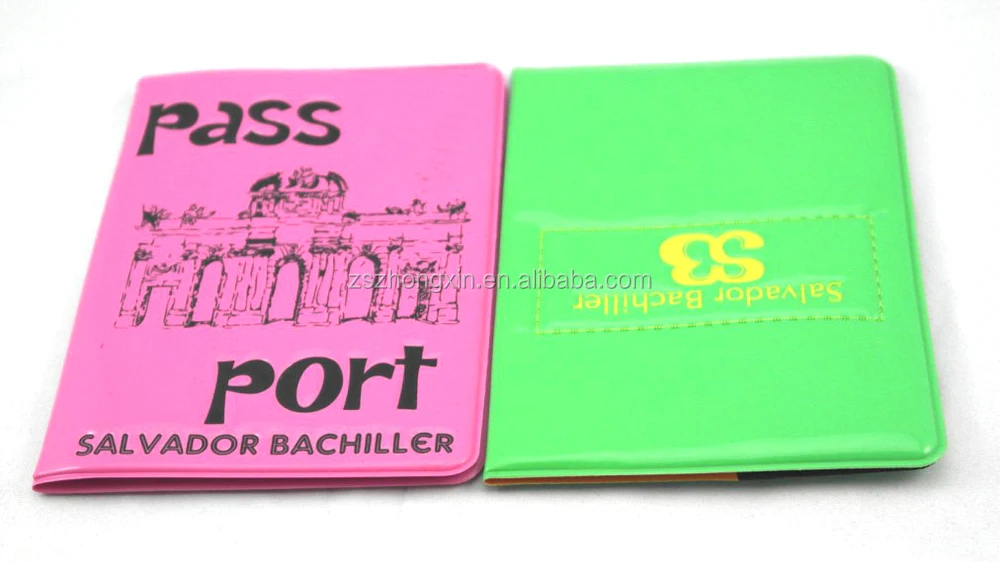 pass
port
SALVADOR BACHILLER
Salvador Bachiller
SB
zszhongxin.en.alibaba.com